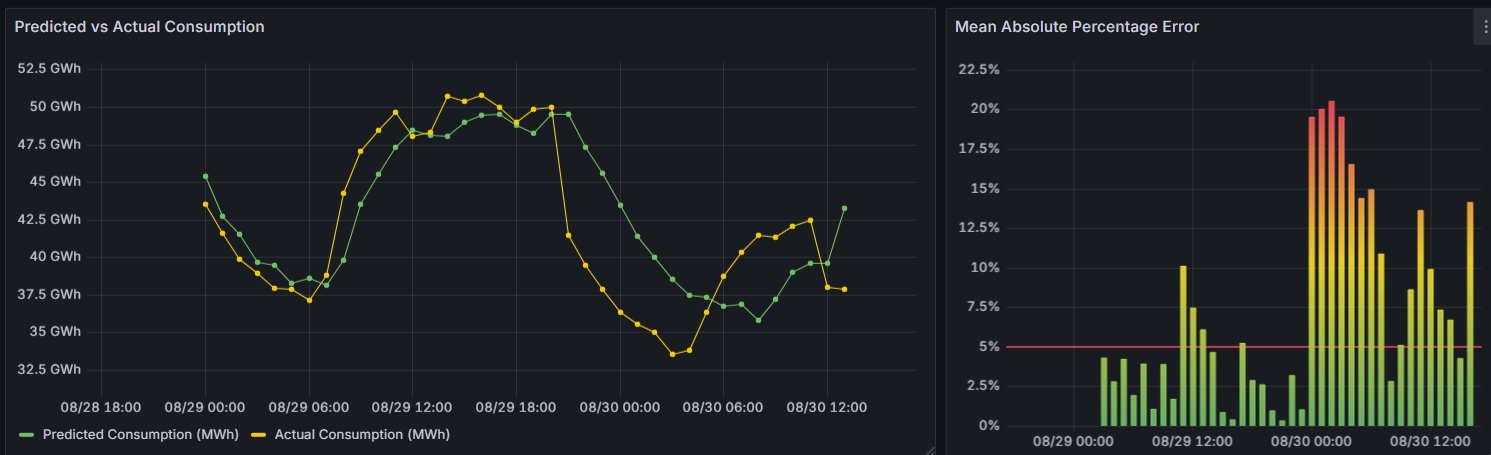 Predicted vs Actual Consumption
52.5 GWh
50 GWh
47.5 GWh
45 GWh
42.5 GWh
40 GWh
37.5 GWh
35 GWh
32.5 GWh
08/28 18:00 08/29 00:00 08/29 06:00 08/29 12:00 08/29 18:00 08/30 00:00 08/30 06:00 08/30 12:00
Predicted Consumption (MWh) Actual Consumption (MWh)
Mean Absolute Percentage Error
22.5%
20%
17.5%
15%
12.5%
10%
7.5%
5%
2.5%
0%
08/29 00:00 08/29 12:00 08/30 00:00 08/30 12:00